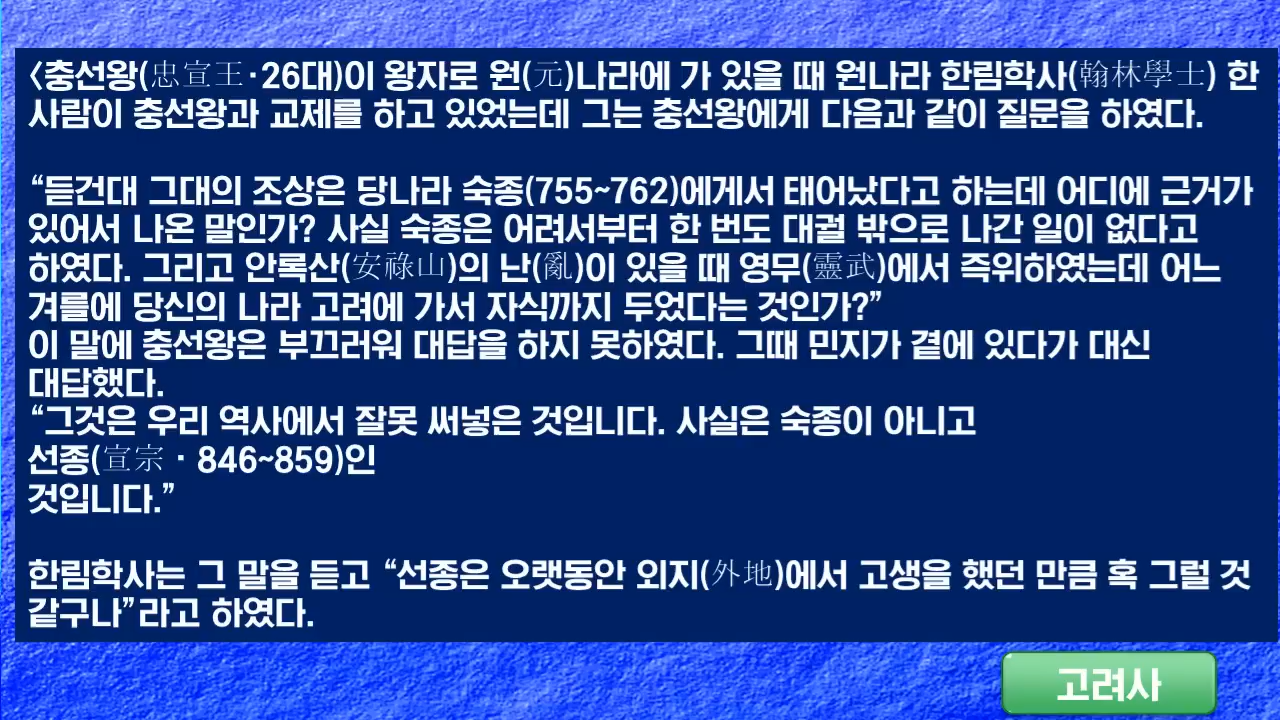 <충선왕(忠宣王·26대)이 왕자로 원(元)나라에 가 있을 때 원나라 한림학사(翰林學士) 한
사람이 충선왕과 교제를 하고 있었는데 그는 충선왕에게 다음과 같이 질문을 하였다.
“듣건대 그대의 조상은 당나라 숙종(755~762)에게서 태어났다고 하는데 어디에 근거가
있어서 나온 말인가? 사실 숙종은 어려서부터 한 번도 대궐 밖으로 나간 일이 없다고
하였다. 그리고 안록산(安祿山)의 난(亂)이 있을 때 영무(靈武)에서 즉위하였는데 어느
겨를에 당신의 나라 고려에 가서 자식까지 두었다는 것인가?”
이 말에 충선왕은 부끄러워 대답을 하지 못하였다. 그때 민지가 곁에 있다가 대신
대답했다.
“그것은 우리 역사에서 잘못 써넣은 것입니다. 사실은 숙종이 아니고
선종(宣宗 · 846~859)인
것입니다.”
한림학사는 그 말을 듣고 “선종은 오랫동안 외지(外地)에서 고생을 했던 만큼 혹 그럴 것
같구나”라고 하였다.
고려사